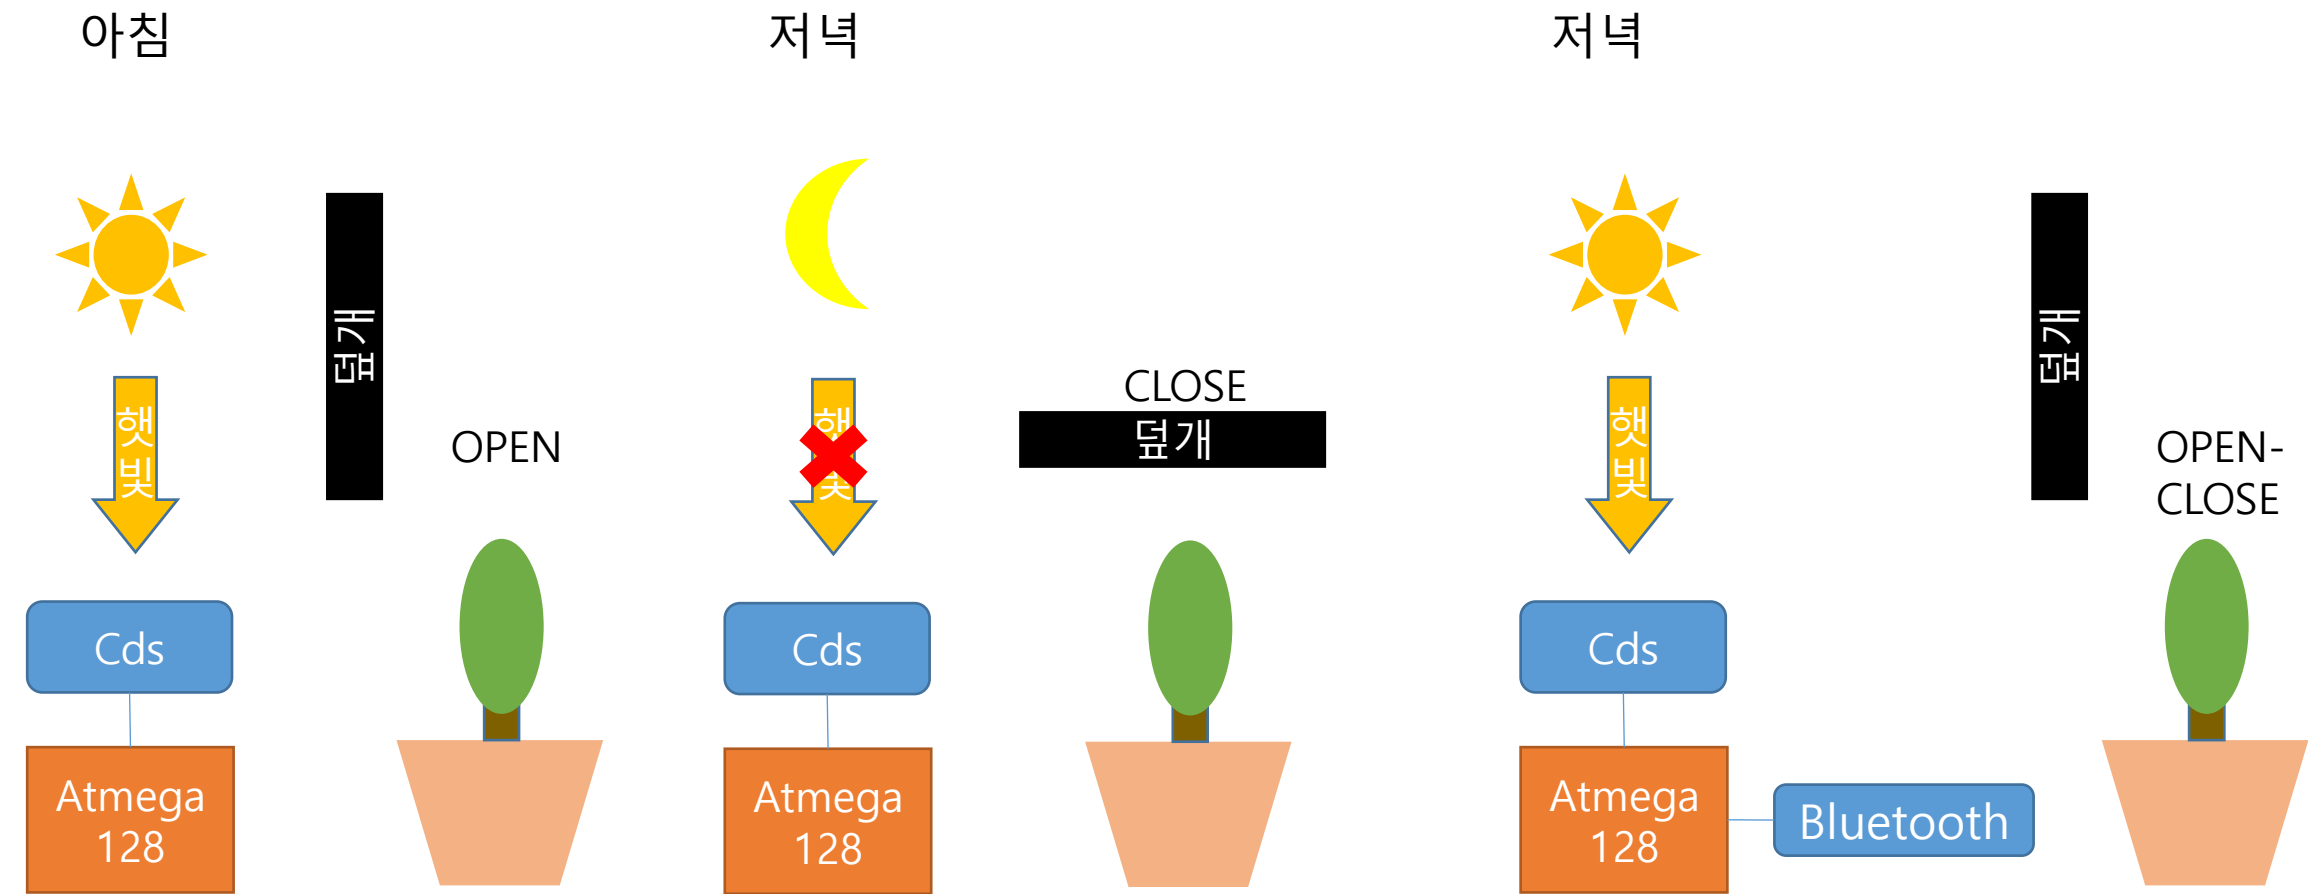 아침
덮개
OPEN
햇
빛
Cds
Atmega
128
저녁
CLOSE
덮개
햇
빛
Cds
Atmega
128
저녁
덮개
OPEN-
CLOSE
햇
빛
Cds
Atmega
128
Bluetooth